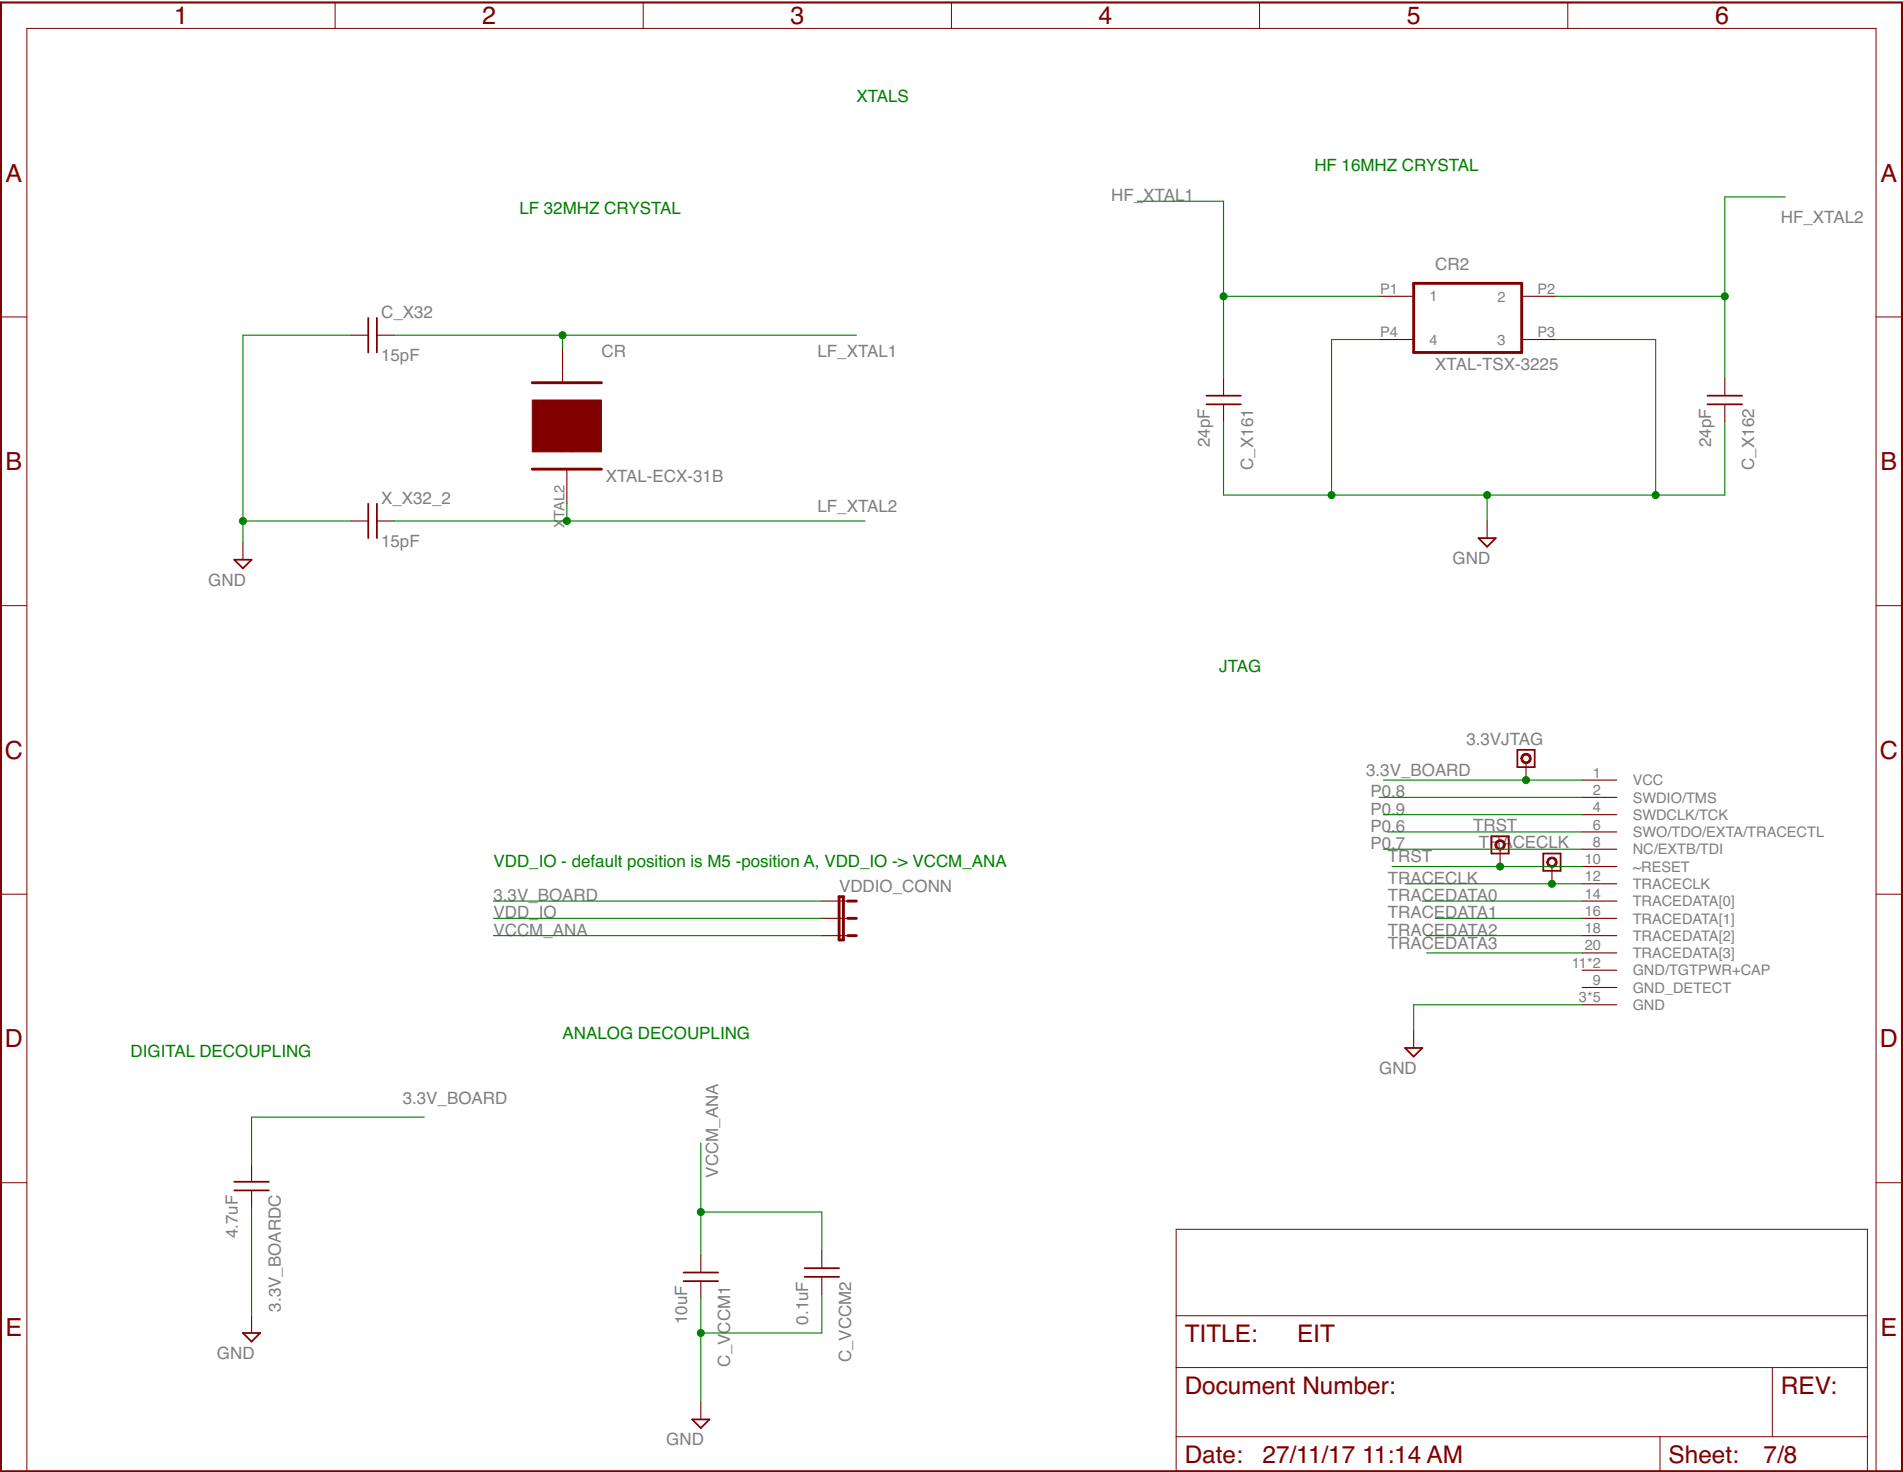 1 2 3 4 5 6
XTALS
A A
HF 16MHZ CRYSTAL
HF_XTAL1
LF 32MHZ CRYSTAL
HF_XTAL2
CR2
P1 1 2 P2
P4 4 3 P3
XTAL-TSX-3225
C_X32
15pF
CR
LF_XTAL1
24pF
C_X161
24pF
C_X162
B B
XTAL-ECX-31B
X_X32_2
15pF
XTAL2
LF_XTAL2
GND
GND
JTAG
C C
3.3VJTAG
3.3V_BOARD 1 VCC
P0.8 2 SWDIO/TMS
P0.9 4 SWDCLK/TCK
P0.6 TRST 6 SWO/TDO/EXTA/TRACECTL
P0.7 TRACECLK 8 NC/EXTB/TDI
TRST 10 ~RESET
TRACECLK 12 TRACECLK
TRACEDATA0 14 TRACEDATA[0]
TRACEDATA1 16 TRACEDATA[1]
TRACEDATA2 18 TRACEDATA[2]
TRACEDATA3 20 TRACEDATA[3]
11*2 GND/TGTPWR+CAP
9 GND_DETECT
3*5 GND
GND
VDD_IO - default position is M5 -position A, VDD_IO -> VCCM_ANA
VDDIO_CONN
3.3V_BOARD
VDD_IO
VCCM_ANA
D D
DIGITAL DECOUPLING
3.3V_BOARD
4.7uF
3.3V_BOARDC
GND
ANALOG DECOUPLING
VCCM_ANA
10uF
C_VCCM1
0.1uF
C_VCCM2
GND
E E
TITLE: EIT
Document Number:
REV:
Date: 27/11/17 11:14 AM
Sheet: 7/8